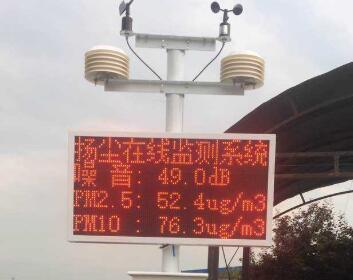 扬尘在线监测系统
噪 音: 49.0dB
PM2.5: 52.4ug/m3
PM10 : 76.3ug/m3